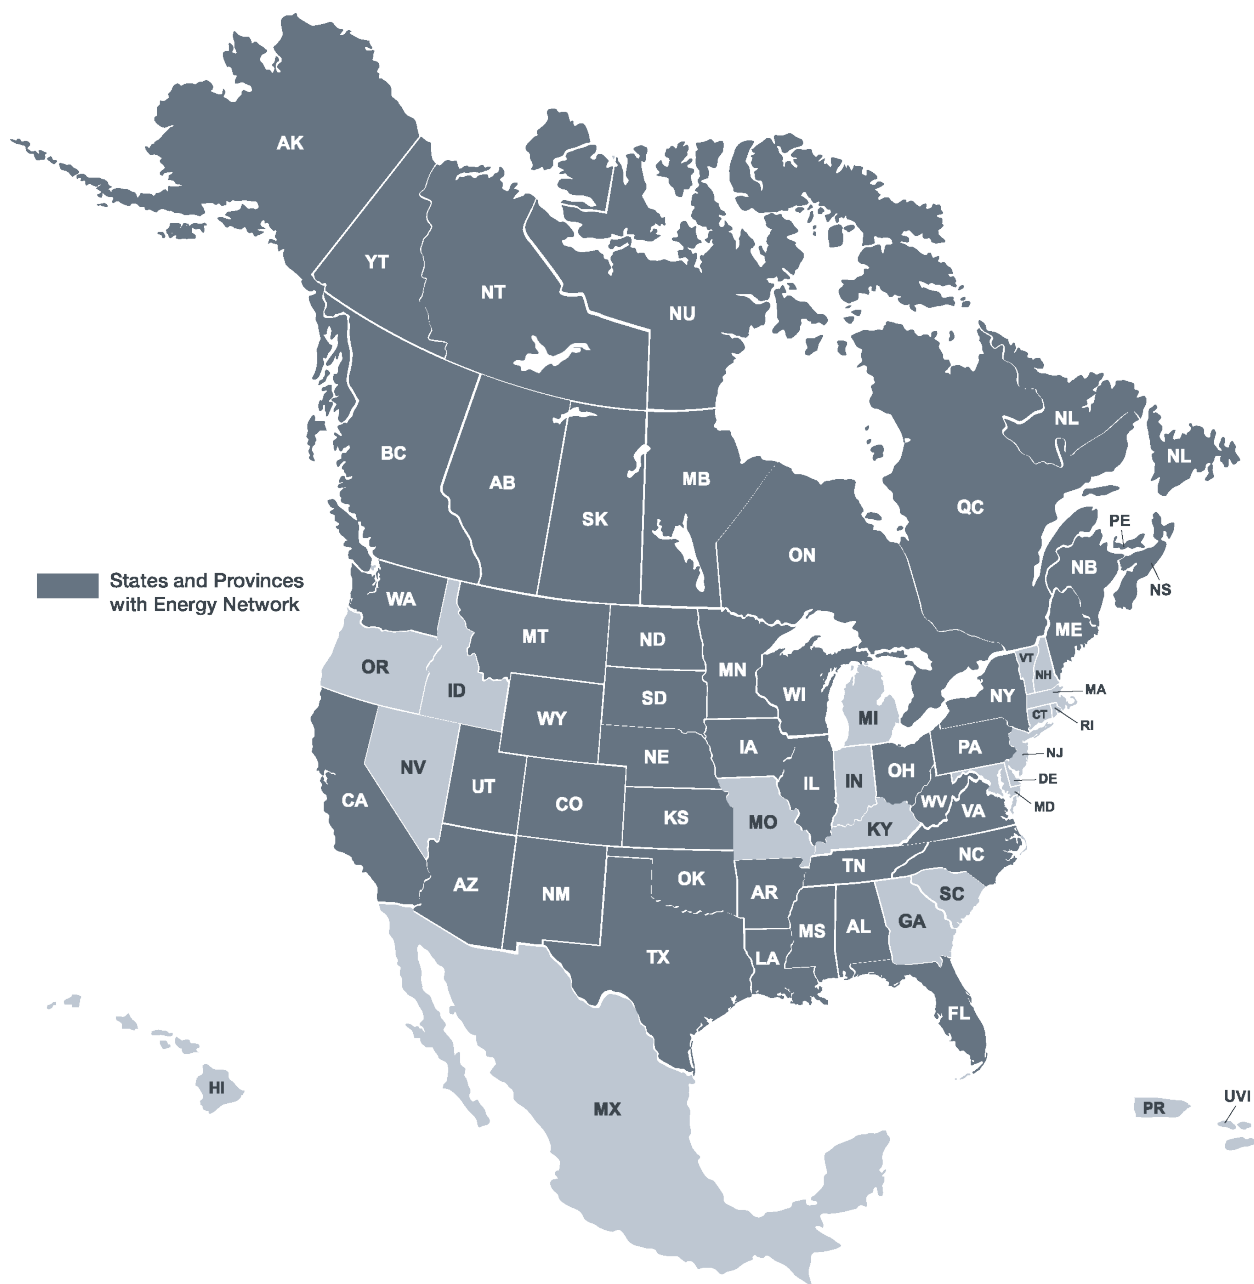 AK
YT
NT
NU
BC
AB
SK
MB
ON
QC
NL
NL
PE
NB
NS
States and Provinces
with Energy Network
WA
MT
ND
MN
ME
OR
ID
SD
WI
MI
NY
VT
NH
MA
CT
RI
WY
NE
IA
PA
NJ
NV
UT
CO
KS
IL
IN
OH
DE
MD
CA
MO
KY
WV
VA
AZ
NM
OK
AR
TN
NC
SC
TX
LA
MS
AL
GA
FL
HI
MX
PR
UVI